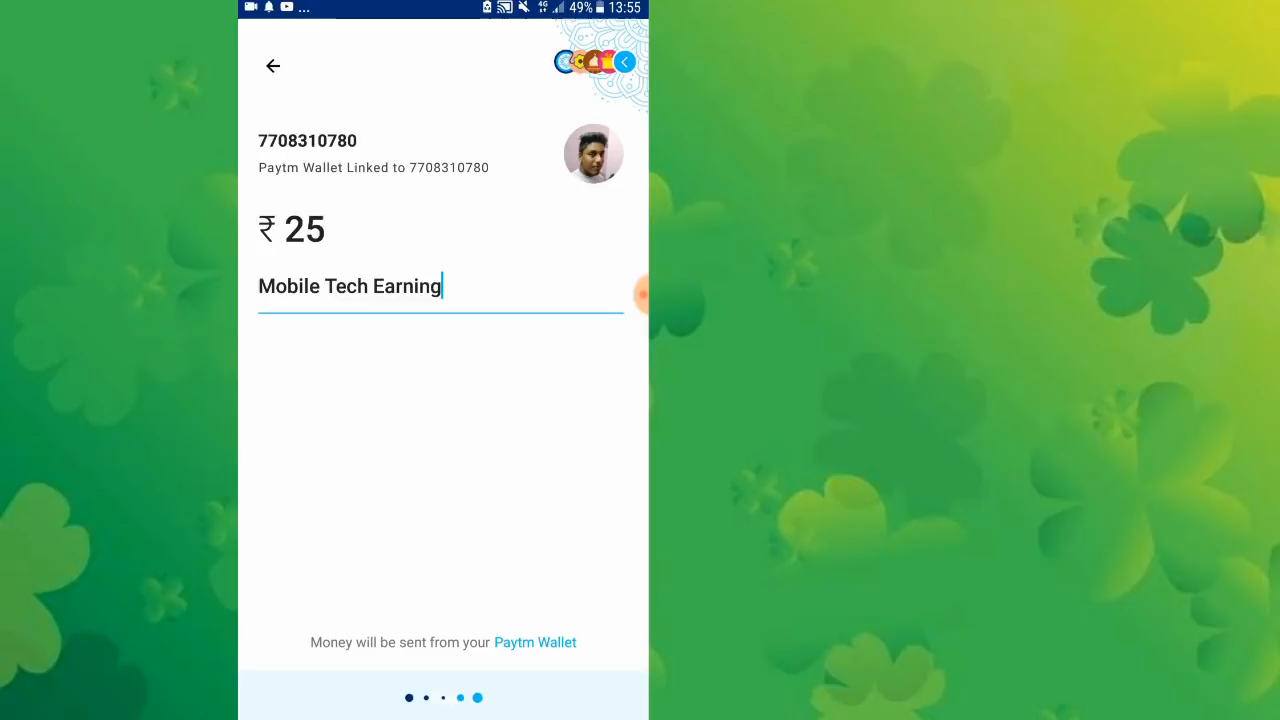 ... 4G 49% 13:55
7708310780
Paytm Wallet Linked to 7708310780
₹ 25
Mobile Tech Earning
Money will be sent from your Paytm Wallet